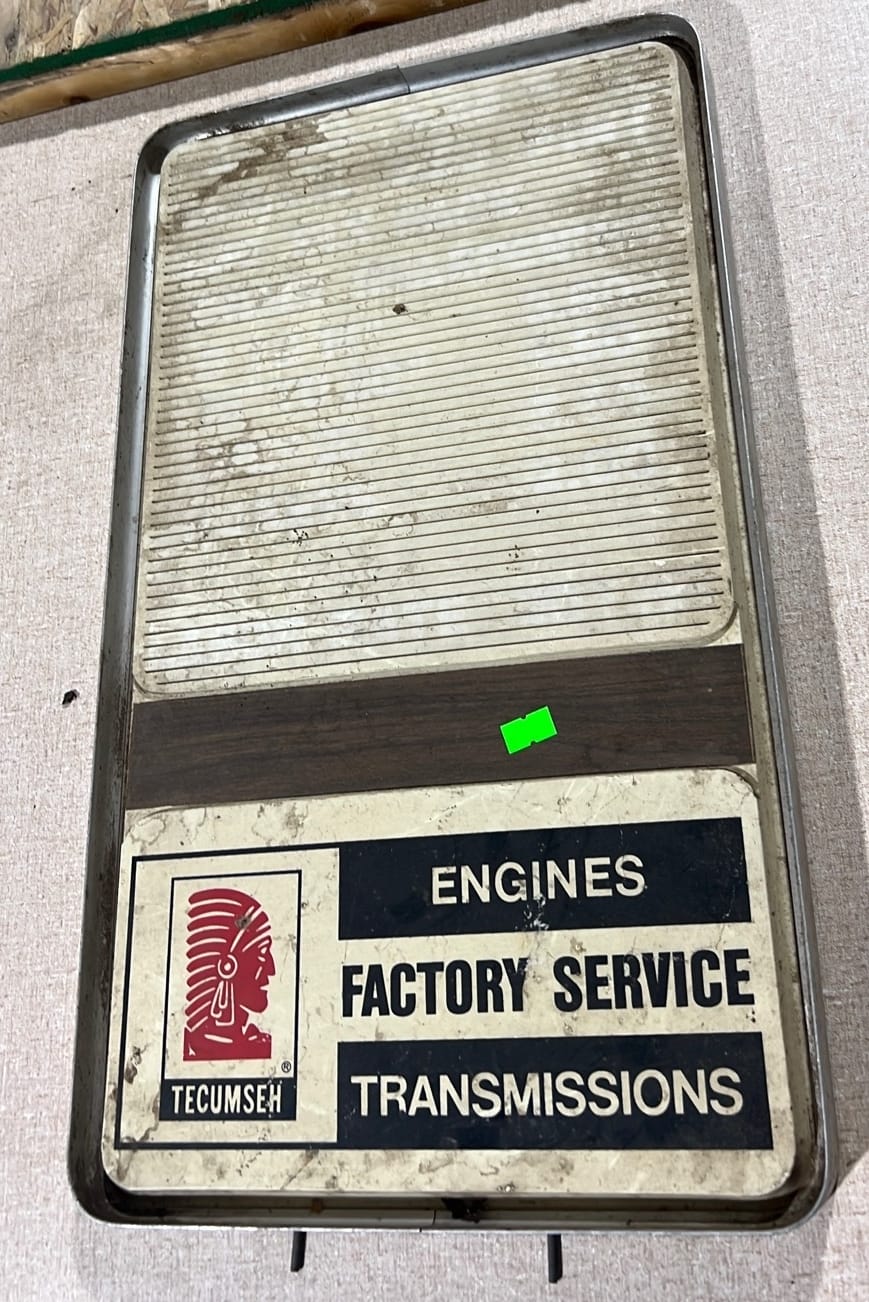 ENGINES
FACTORY SERVICE
TRANSMISSIONS
®
TECUMSEH